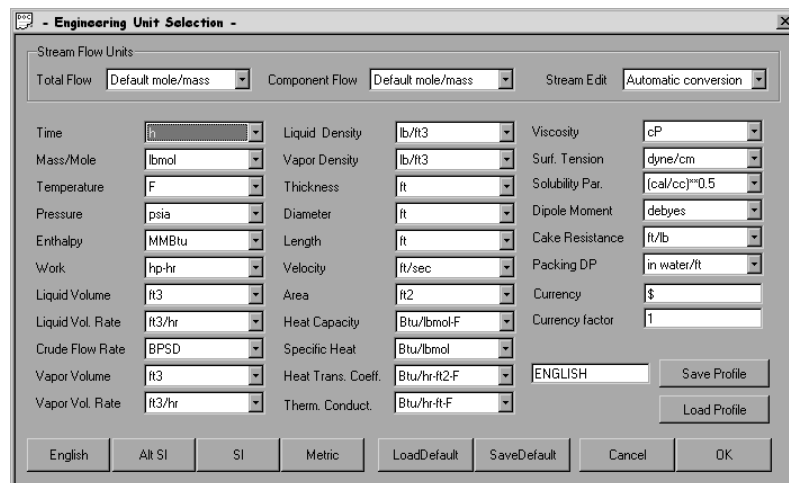 - Engineering Unit Selection -
Stream Flow Units
Total Flow Default mole/mass Component Flow Default mole/mass Stream Edit Automatic conversion
Time h Liquid Density lb/ft3 Viscosity cP
Mass/Mole lbmol Vapor Density lb/ft3 Surf. Tension dyne/cm
Temperature F Thickness ft Solubility Par. (cal/cc)**0.5
Pressure psia Diameter ft Dipole Moment debyes
Enthalpy MMBtu Length ft Cake Resistance ft/lb
Work hp-hr Velocity ft/sec Packing DP in water/ft
Liquid Volume ft3 Area ft2 Currency $
Liquid Vol. Rate ft3/hr Heat Capacity Btu/lbmol-F Currency factor 1
Crude Flow Rate BPSD Specific Heat Btu/lbmol
Vapor Volume ft3 Heat Trans. Coeff. Btu/hr-ft2-F ENGLISH Save Profile
Vapor Vol. Rate ft3/hr Therm. Conduct. Btu/hr-ft-F
Load Profile
English Alt SI SI Metric LoadDefault SaveDefault Cancel OK